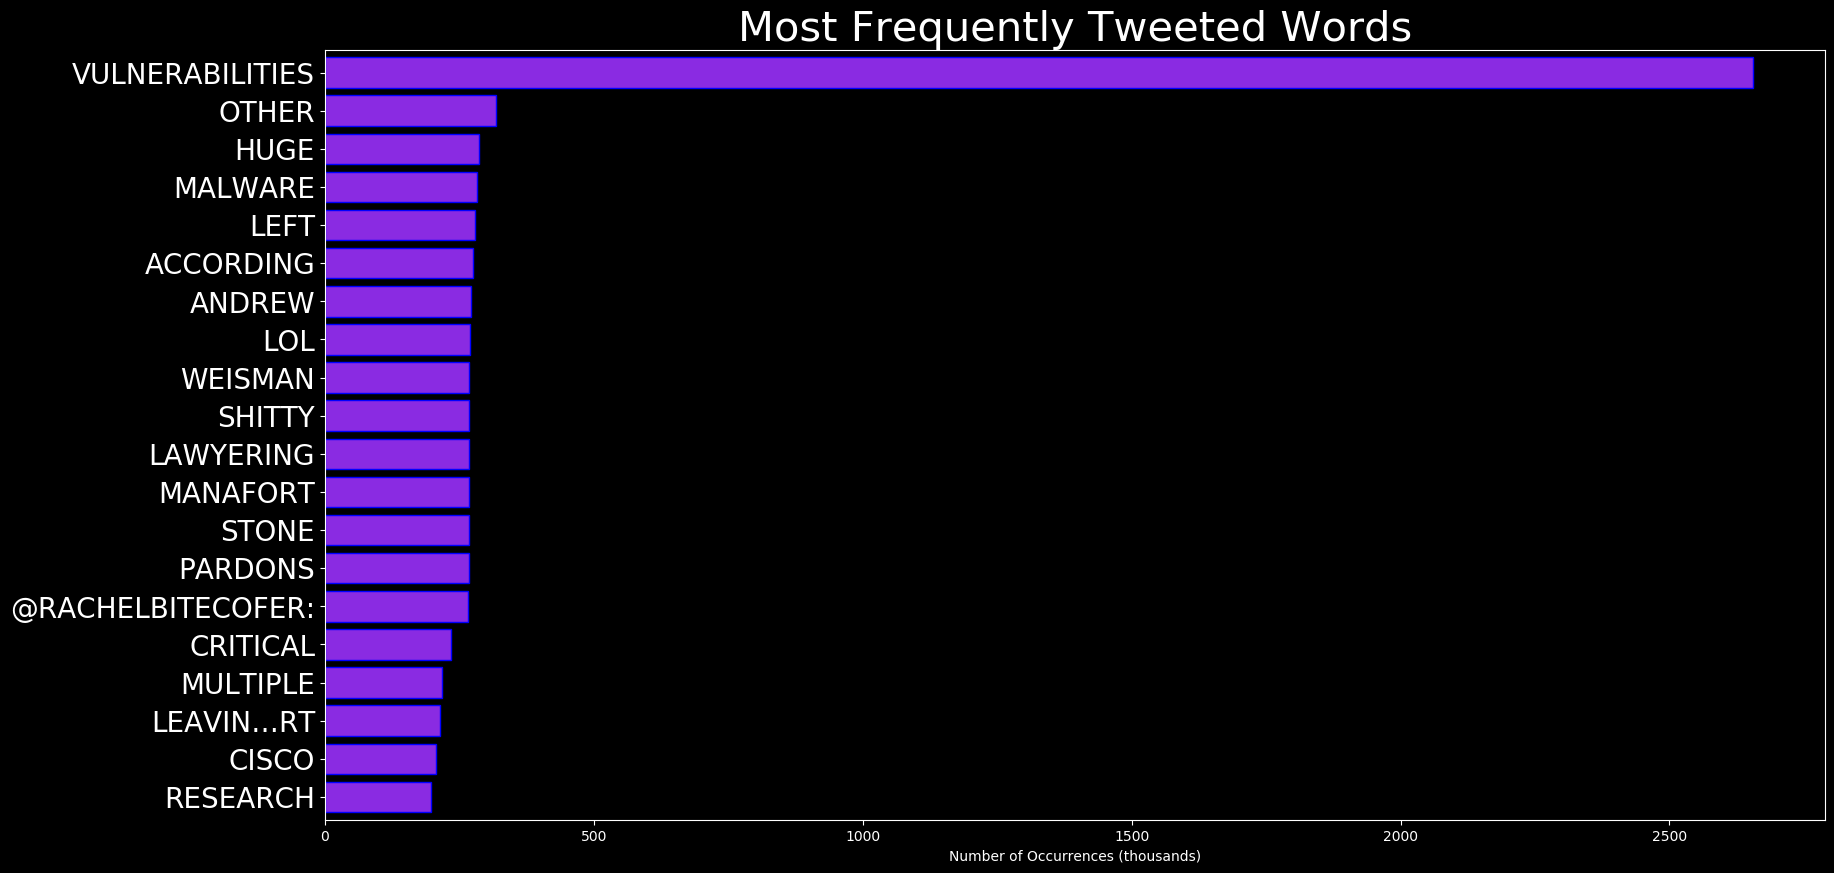 Most Frequently Tweeted Words
VULNERABILITIES
OTHER
HUGE
MALWARE
LEFT
ACCORDING
ANDREW
LOL
WEISMAN
SHITTY
LAWYERING
MANAFORT
STONE
PARDONS
@RACHELBITECOFER:
CRITICAL
MULTIPLE
LEAVIN…RT
CISCO
RESEARCH
0 500 1000 1500 2000 2500
Number of Occurrences (thousands)